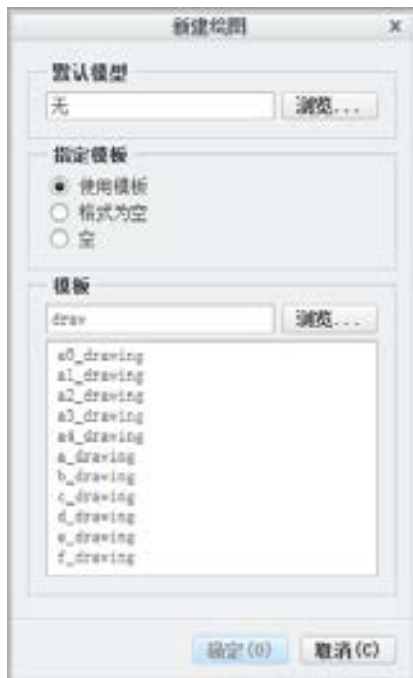 新建绘图 x
默认模型
无 浏览...
指定模板
使用模板
格式为空
空
模板
draw 浏览...
a0_drawing
a1_drawing
a2_drawing
a3_drawing
a4_drawing
a_drawing
b_drawing
c_drawing
d_drawing
e_drawing
f_drawing
确定(O) 取消(C)